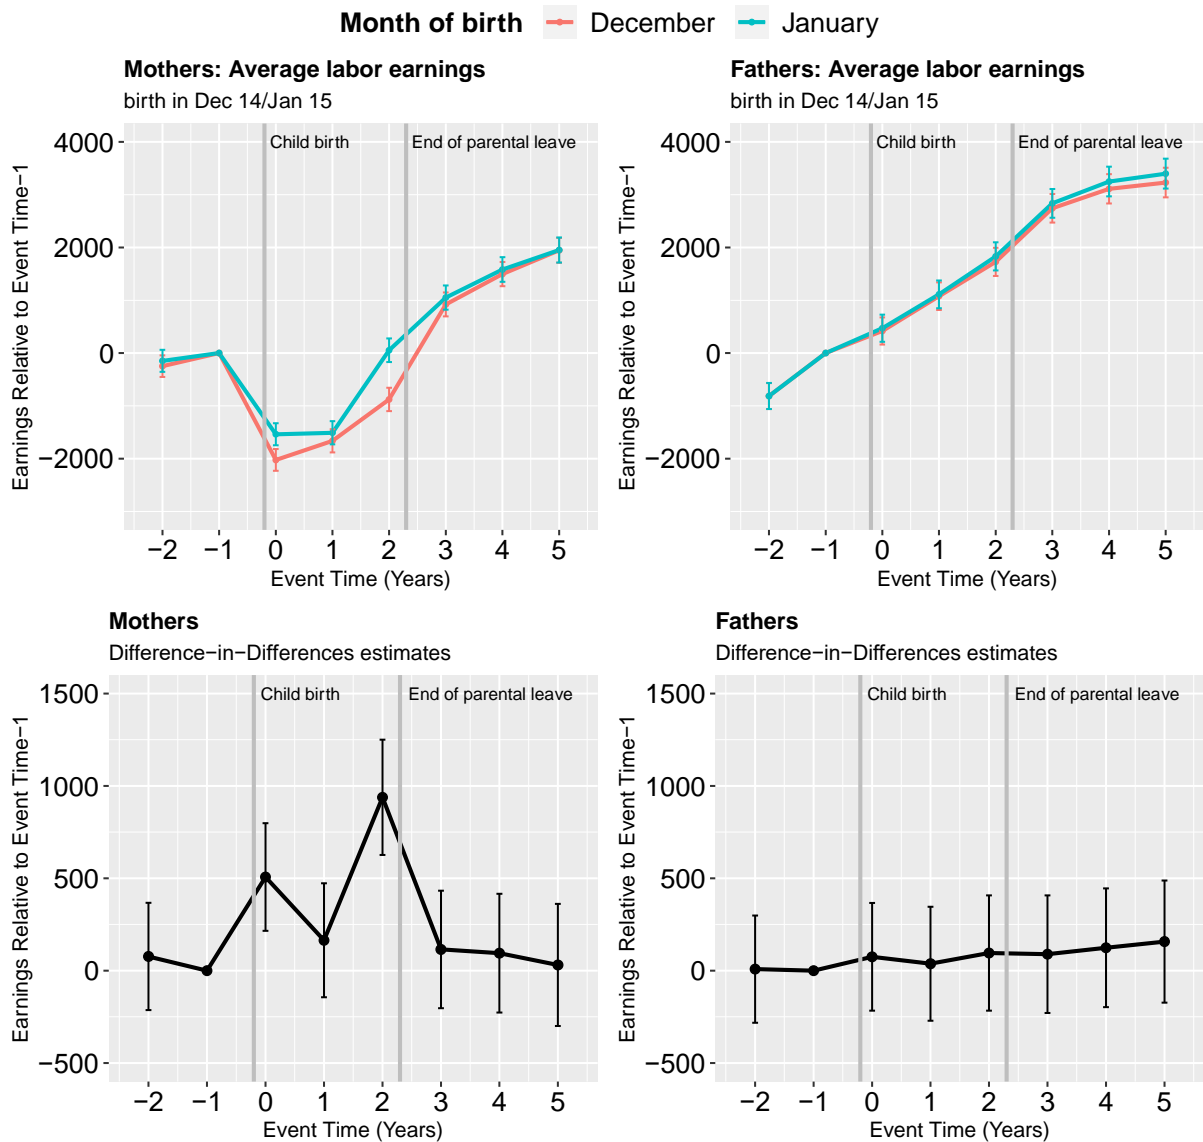 Month of birth December January
Mothers: Average labor earnings
birth in Dec 14/Jan 15
Child birth
End of parental leave
4000
2000
0
−2000
Earnings Relative to Event Time−1
−2 −1 0 1 2 3 4 5
Event Time (Years)
Fathers: Average labor earnings
birth in Dec 14/Jan 15
Child birth
End of parental leave
4000
2000
0
−2000
Earnings Relative to Event Time−1
−2 −1 0 1 2 3 4 5
Event Time (Years)
Mothers
Difference−in−Differences estimates
Child birth
End of parental leave
1500
1000
500
0
−500
Earnings Relative to Event Time−1
−2 −1 0 1 2 3 4 5
Event Time (Years)
Fathers
Difference−in−Differences estimates
Child birth
End of parental leave
1500
1000
500
0
−500
Earnings Relative to Event Time−1
−2 −1 0 1 2 3 4 5
Event Time (Years)